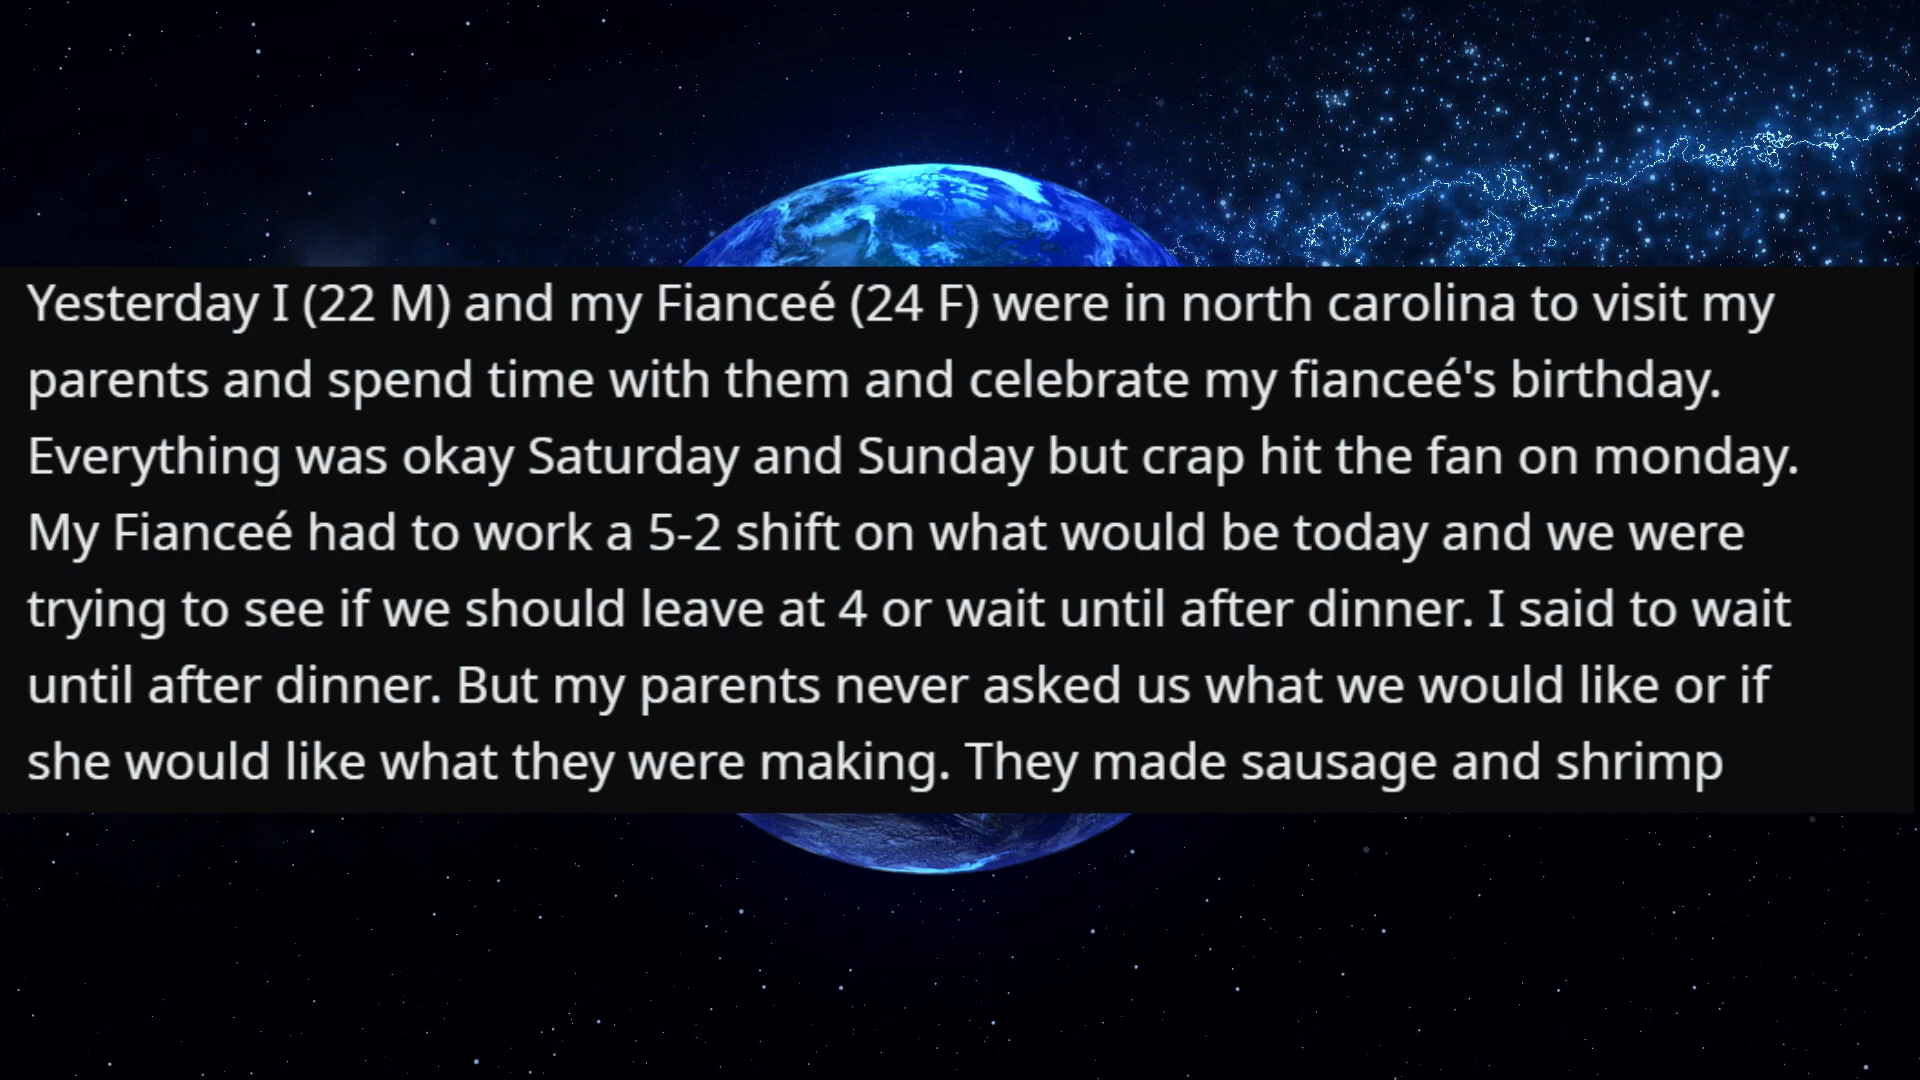 Yesterday I (22 M) and my Fianceé (24 F) were in north carolina to visit my
parents and spend time with them and celebrate my fianceé's birthday.
Everything was okay Saturday and Sunday but crap hit the fan on monday.
My Fianceé had to work a 5-2 shift on what would be today and we were
trying to see if we should leave at 4 or wait until after dinner. I said to wait
until after dinner. But my parents never asked us what we would like or if
she would like what they were making. They made sausage and shrimp